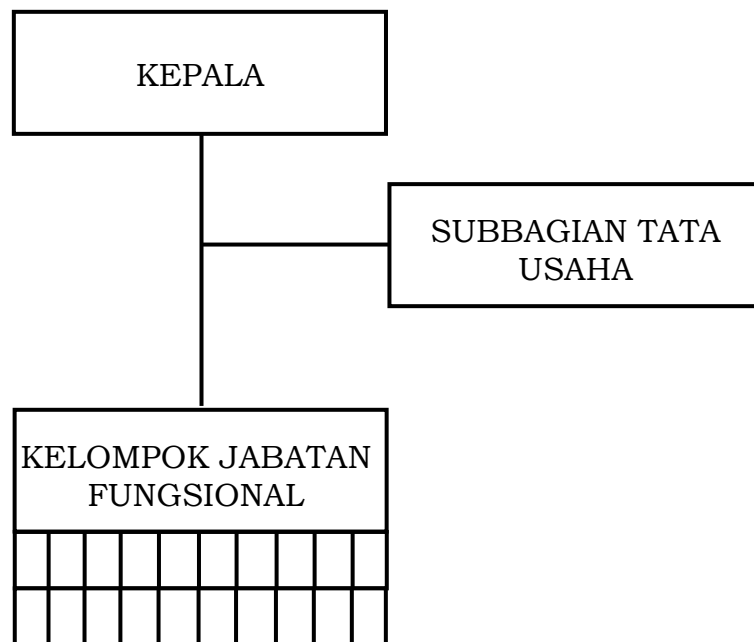 KEPALA
SUBBAGIAN TATA
USAHA
KELOMPOK JABATAN
FUNGSIONAL